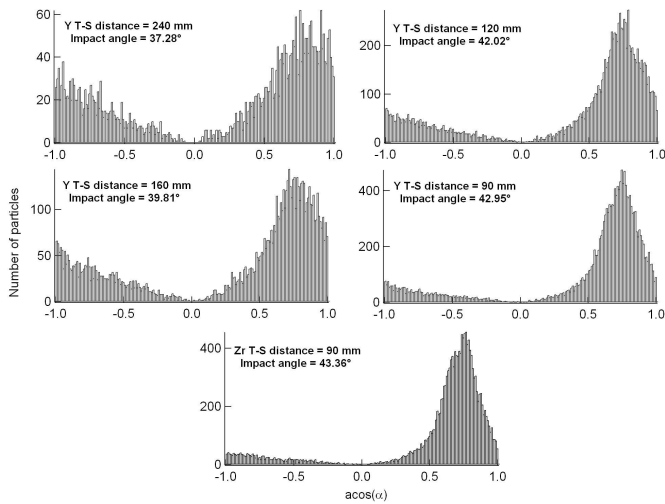 Y T-S distance = 240 mm
Impact angle = 37.28°
60
40
20
0
-1.0 -0.5 0.0 0.5 1.0
Y T-S distance = 120 mm
Impact angle = 42.02°
200
100
0
-1.0 -0.5 0.0 0.5 1.0
Number of particles
Y T-S distance = 160 mm
Impact angle = 39.81°
100
50
0
-1.0 -0.5 0.0 0.5 1.0
Y T-S distance = 90 mm
Impact angle = 42.95°
400
200
0
-1.0 -0.5 0.0 0.5 1.0
Zr T-S distance = 90 mm
Impact angle = 43.36°
400
200
0
-1.0 -0.5 0.0 0.5 1.0
acos(α)